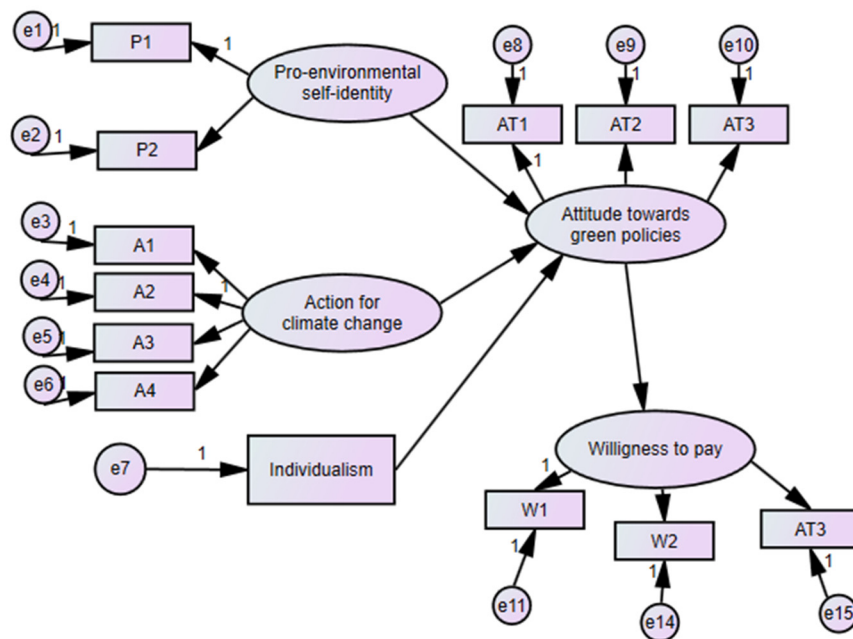 e1
1
P1
1
Pro-environmental
self-identity
e2
1
P2
e8
1
AT1
1
e9
1
AT2
e10
1
AT3
Attitude towards
green policies
e3
1
A1
e4
1
A2
1
e5
1
A3
e6
1
A4
Action for
climate change
e7
1
Individualism
Willigness to pay
1
W1
1
e11
W2
1
e14
AT3
1
e15